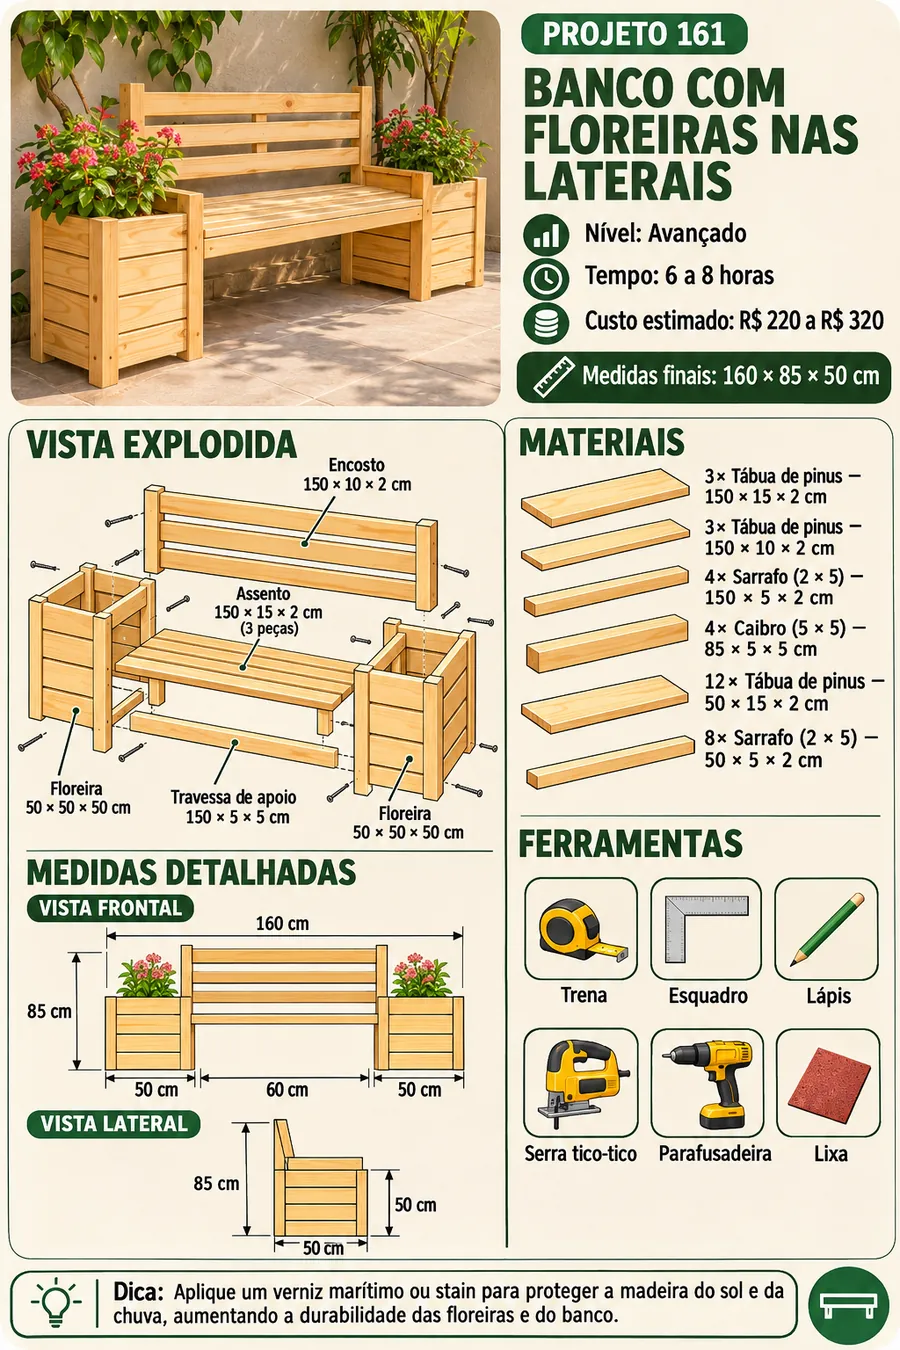 PROJETO 161
BANCO COM
FLOREIRAS NAS
LATERAIS
Nível: Avançado
Tempo: 6 a 8 horas
Custo estimado: R$ 220 a R$ 320
Medidas finais: 160 × 85 × 50 cm
VISTA EXPLODIDA
Encosto
150 × 10 × 2 cm
Assento
150 × 15 × 2 cm
(3 peças)
Floreira
50 × 50 × 50 cm
Travessa de apoio
150 × 5 × 5 cm
Floreira
50 × 50 × 50 cm
MATERIAIS
3× Tábua de pinus –
150 × 15 × 2 cm
3× Tábua de pinus –
150 × 10 × 2 cm
4× Sarrafo (2 × 5) –
150 × 5 × 2 cm
4× Caibro (5 × 5) –
85 × 5 × 5 cm
12× Tábua de pinus –
50 × 15 × 2 cm
8× Sarrafo (2 × 5) –
50 × 5 × 2 cm
MEDIDAS DETALHADAS
VISTA FRONTAL
160 cm
85 cm
50 cm
60 cm
50 cm
VISTA LATERAL
85 cm
50 cm
50 cm
FERRAMENTAS
Trena
Esquadro
Lápis
Serra tico-tico
Parafusadeira
Lixa
Dica: Aplique um verniz marítimo ou stain para proteger a madeira do sol e da
chuva, aumentando a durabilidade das floreiras e do banco.